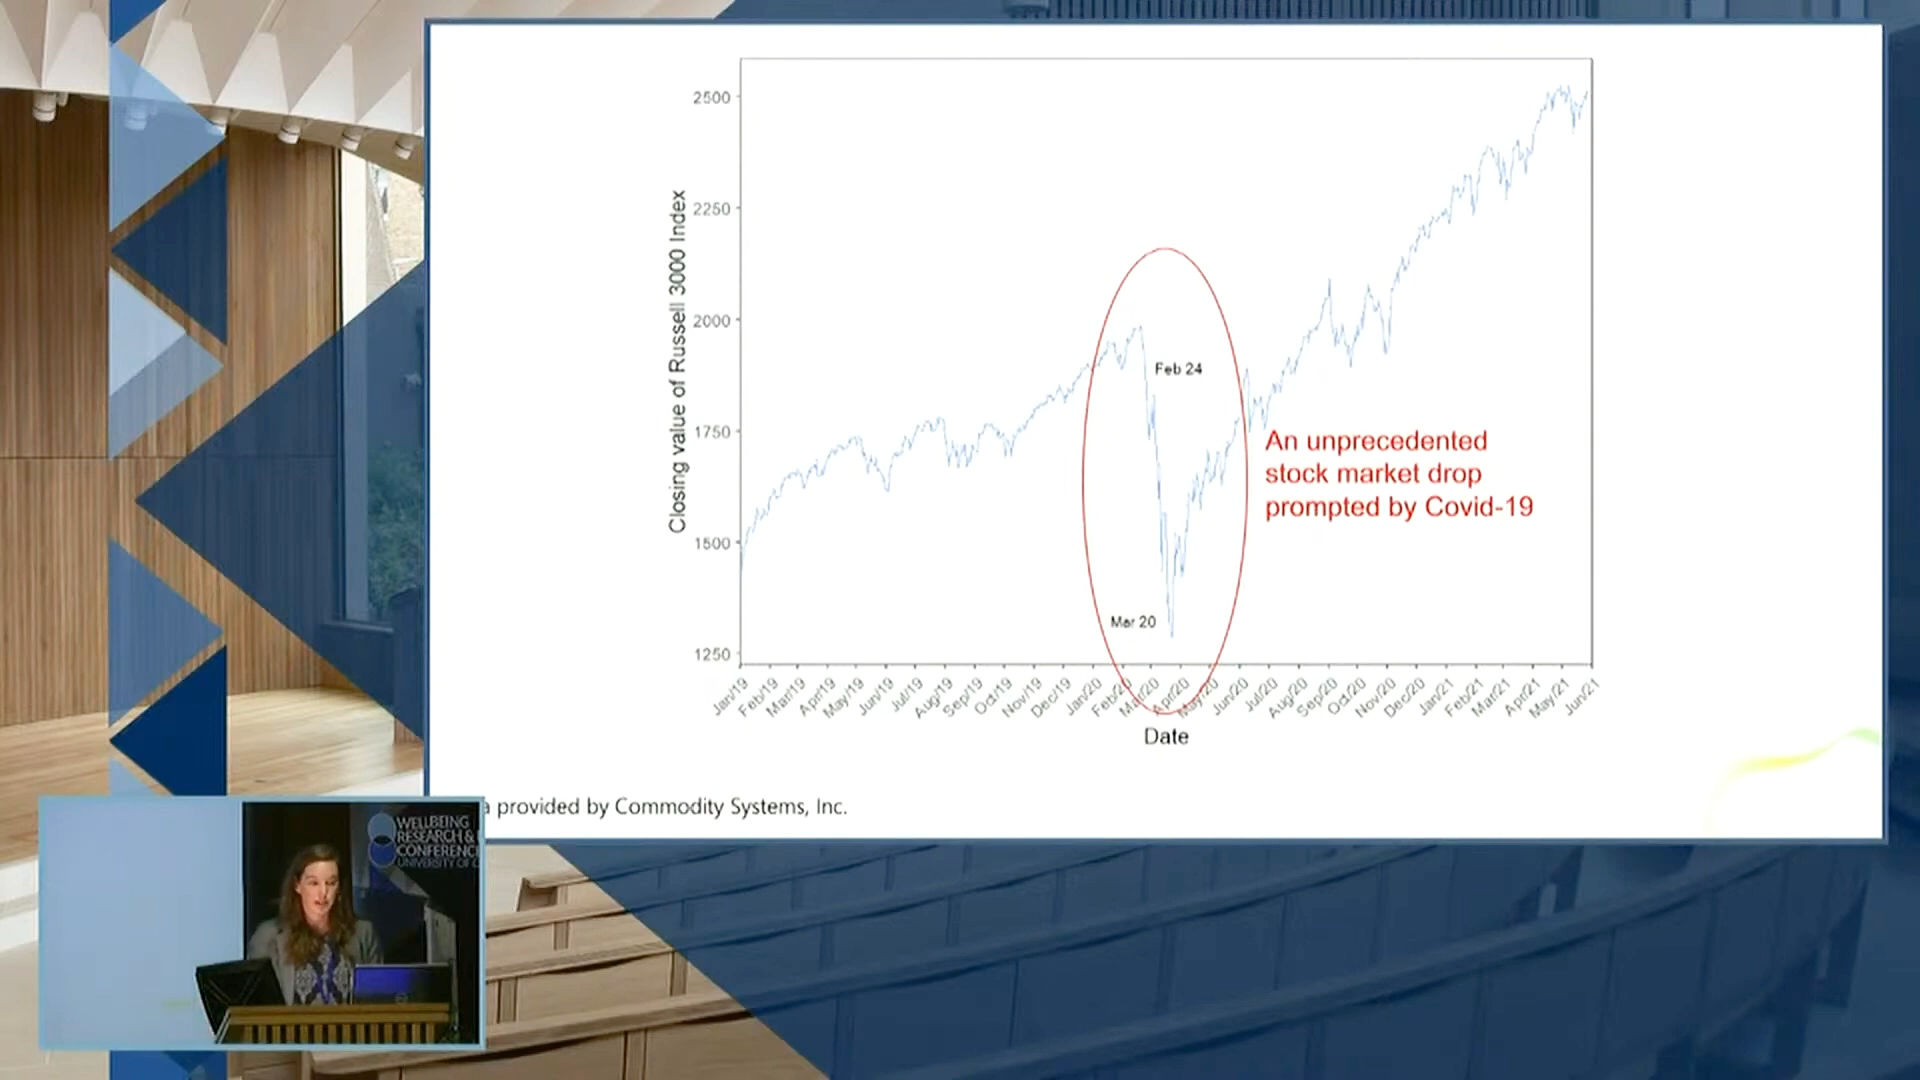 2500
2250
2000
1750
1500
1250
Closing value of Russell 3000 Index
Feb 24
Mar 20
An unprecedented
stock market drop
prompted by Covid-19
Jan/19 Feb/19 Mar/19 Apr/19 May/19 Jun/19 Jul/19 Aug/19 Sep/19 Oct/19 Nov/19 Dec/19 Jan/20 Feb/20 Mar/20 Apr/20 May/20 Jun/20 Jul/20 Aug/20 Sep/20 Oct/20 Nov/20 Dec/20 Jan/21 Feb/21 Mar/21 Apr/21 May/21 Jun/21
Date
a provided by Commodity Systems, Inc.
WELLBEING
RESEARCH &
CONFERENC
UNIVERSITY OF